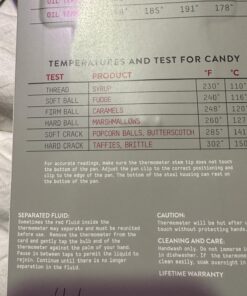 188° 185° 191° 178°
TEMPERATURES AND TEST FOR CANDY
TEST PRODUCT °F °C
THREAD SYRUP 230° 110°
SOFT BALL FUDGE 240° 116°
FIRM BALL CARAMELS 248° 120°
HARD BALL MARSHMALLOWS 260° 127°
SOFT CRACK POPCORN BALLS, BUTTERSCOTCH 285° 141°
HARD CRACK TAFFIES, BRITTLE 302° 150°
For accurate readings, make sure the thermometer stem tip does not touch
the bottom of the pan. Adjust the pan clip to the correct positioning and
clip to the edge of the pan. The bottom of the steel housing can rest on
the bottom of the pan.
SEPARATED FLUID:
Sometimes the red fluid inside the
thermometer may separate and must be reunited
before use. Remove the thermometer from the
card and gently tap the bulb end of the
thermometer against the palm of your hand.
Pause in between taps to permit the liquid to
rejoin. Continue until there is no longer
separation in the fluid.
CAUTION:
Thermometer will be hot after
touch without protecting hand.
CLEANING AND CARE:
Handwash only. Do not
in dishwasher. If the thermometer
clean easily, soak overnight in
LIFETIME WARRANTY